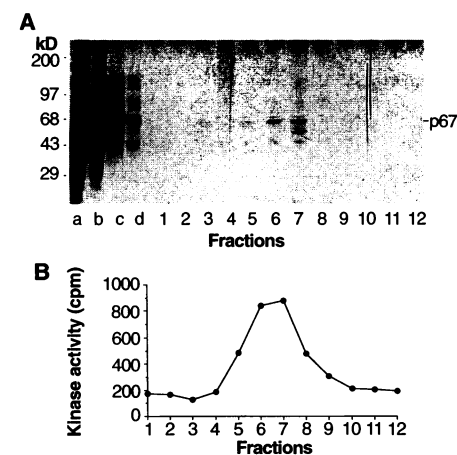 A
kD
200
97
68
43
29
-p67
a b c d 1 2 3 4 5 6 7 8 9 10 11 12
Fractions
B
Kinase activity (cpm)
1000
800
600
400
200
0
1 2 3 4 5 6 7 8 9 10 11 12
Fractions